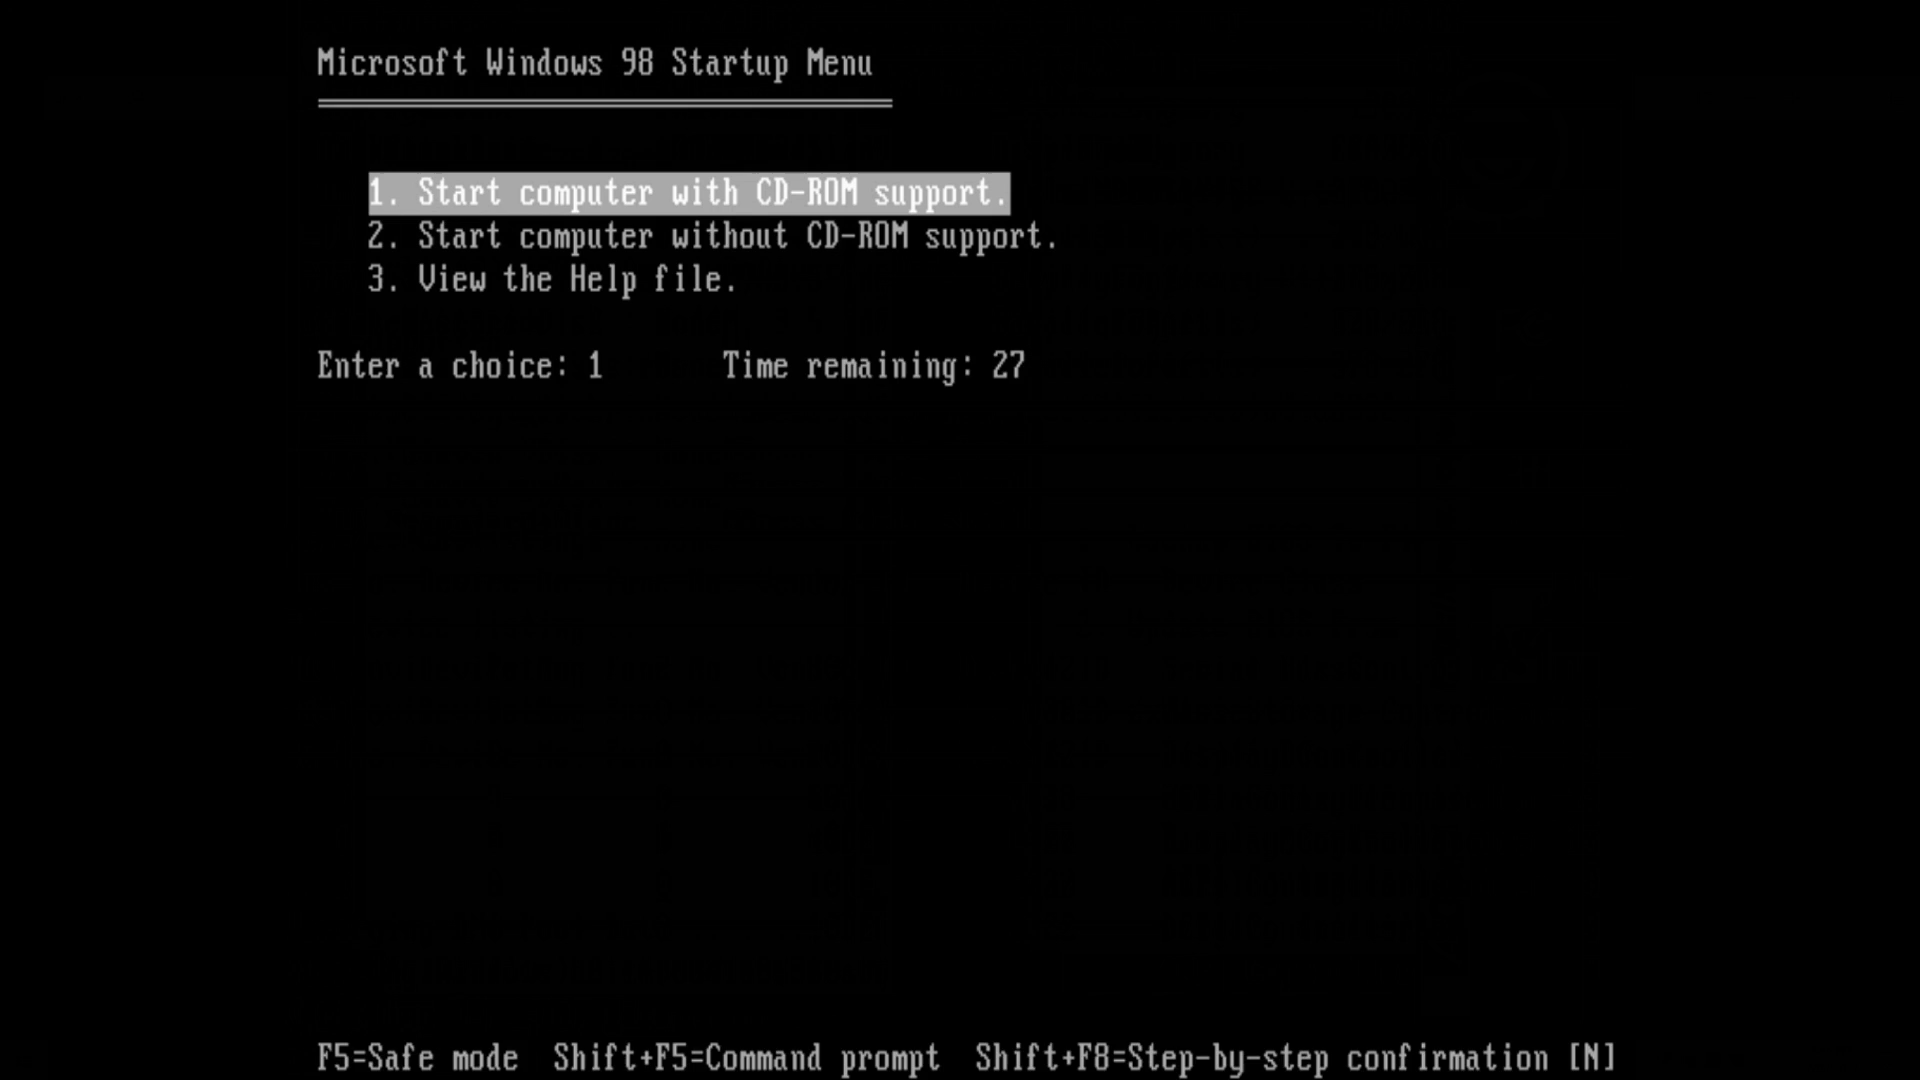 Microsoft Windows 98 Startup Menu
1. Start computer with CD-ROM support.
2. Start computer without CD-ROM support.
3. View the Help file.
Enter a choice: 1 Time remaining: 27
F5=Safe mode Shift+F5=Command prompt Shift+F8=Step-by-step confirmation [N]